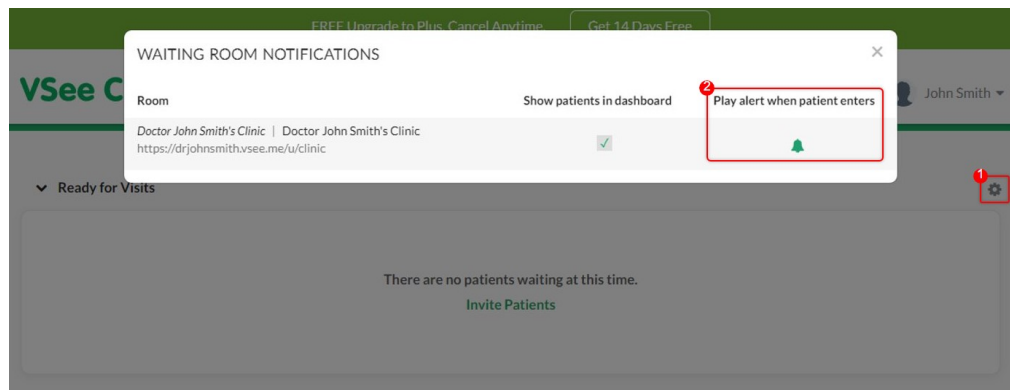 FREE Upgrade to Plus. Cancel Anytime. Get 14 Days Free
WAITING ROOM NOTIFICATIONS ×
VSee C
John Smith
Room Show patients in dashboard 2 Play alert when patient enters
Doctor John Smith's Clinic | Doctor John Smith's Clinic
https://drjohnsmith.vsee.me/u/clinic
Ready for Visits 1
There are no patients waiting at this time.
Invite Patients